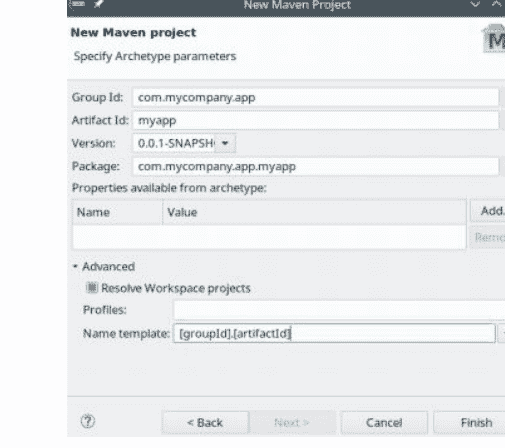 New Maven Project
New Maven project
Specify Archetype parameters
M
Group Id: com.mycompany.app
Artifact Id: myapp
Version: 0.0.1-SNAPSH
Package: com.mycompany.app.myapp
Properties available from archetype:
Name Value
Add.
Remo
Advanced
Resolve Workspace projects
Profiles:
Name template: [groupId].[artifactId]
? < Back Next > Cancel Finish